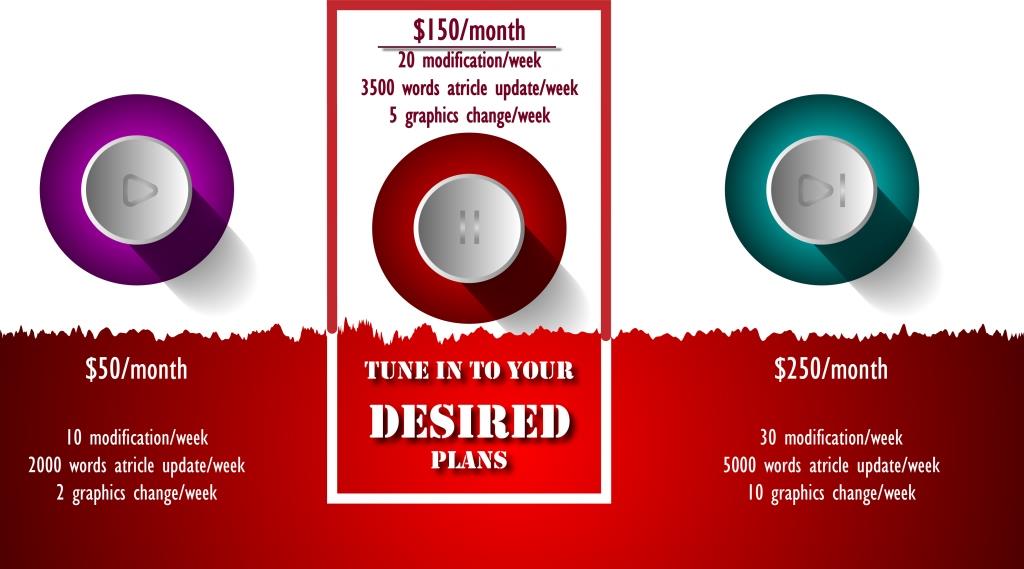 $150/month
20 modification/week
3500 words atricle update/week
5 graphics change/week
$50/month
10 modification/week
2000 words atricle update/week
2 graphics change/week
TUNE IN TO YOUR
DESIRED
PLANS
$250/month
30 modification/week
5000 words atricle update/week
10 graphics change/week